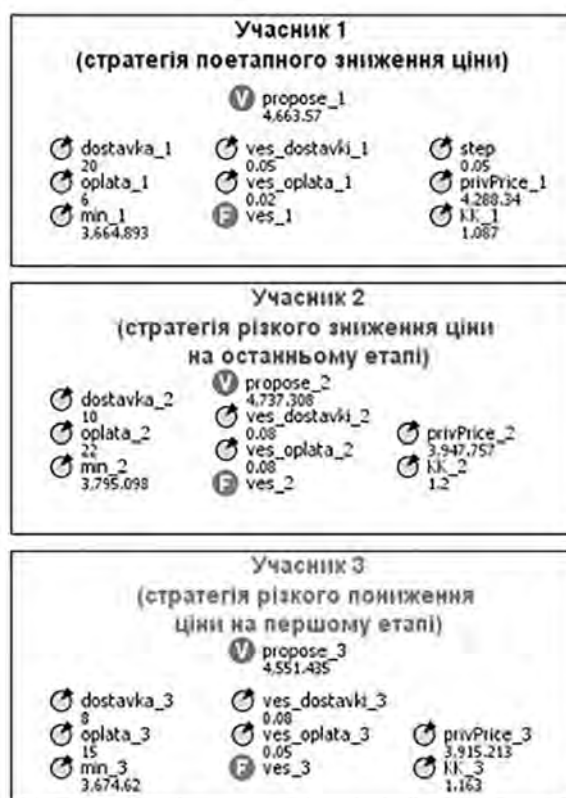 Учасник 1
(стратегія поетапного зниження ціни)
V propose_1
4,663.57
dostavka_1 ves_dostavki_1 step
20 0.05 0.05
oplata_1 ves_oplata_1 privPrice_1
6 0.02 4,288.34
min_1 F ves_1 KK_1
3,664.893 1.087
Учасник 2
(стратегія різкого зниження ціни
на останньому етапі)
V propose_2
4,737.308
dostavka_2 ves_dostavki_2
10 0.08
oplata_2 ves_oplata_2 privPrice_2
22 0.08 3,947.757
min_2 F ves_2 KK_2
3,795.098 1.2
Учасник 3
(стратегія різкого пониження
ціни на першому етапі)
V propose_3
4,551.435
dostavka_3 ves_dostavki_3
8 0.08
oplata_3 ves_oplata_3 privPrice_3
15 0.05 3,915.213
min_3 F ves_3 KK_3
3,674.62 1.163